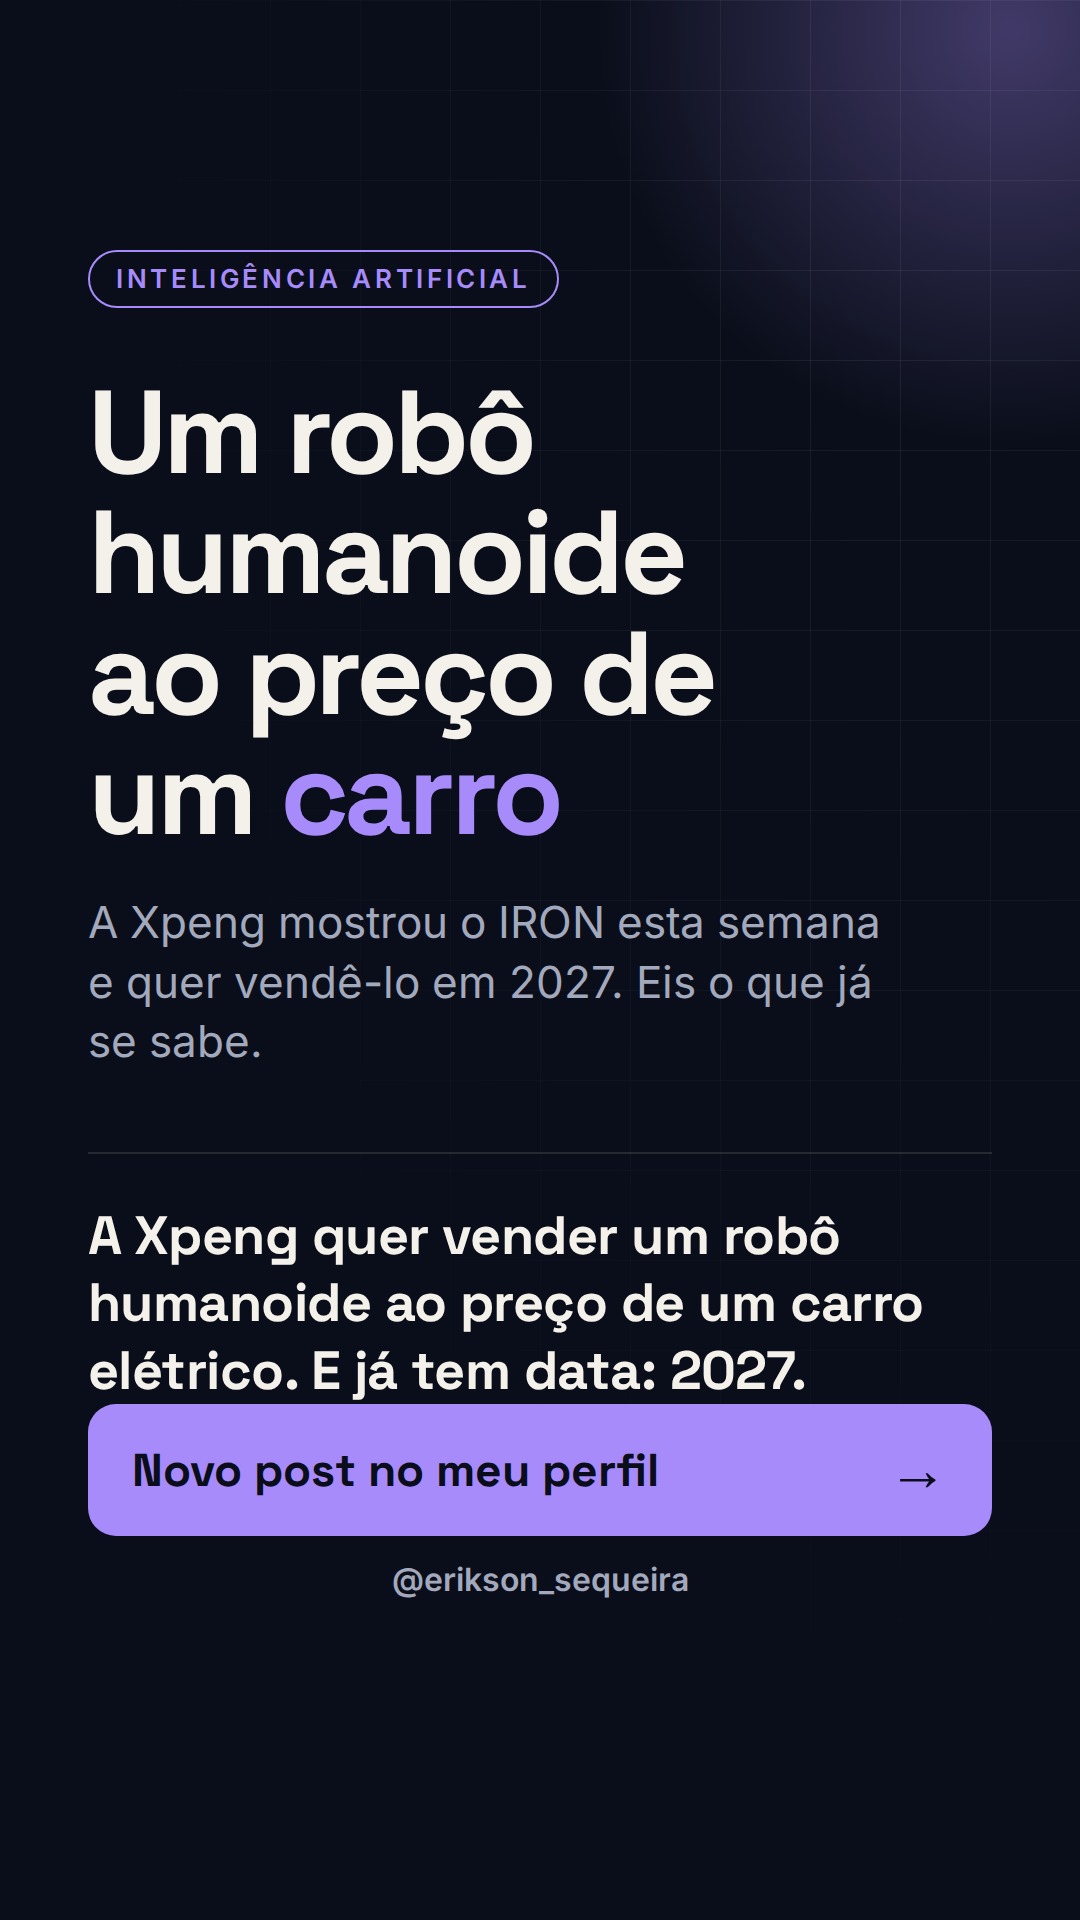 INTELIGÊNCIA ARTIFICIAL
Um robô
humanoide
ao preço de
um carro
A Xpeng mostrou o IRON esta semana
e quer vendê-lo em 2027. Eis o que já
se sabe.
A Xpeng quer vender um robô
humanoide ao preço de um carro
elétrico. E já tem data: 2027.
Novo post no meu perfil →
@erikson_sequeira